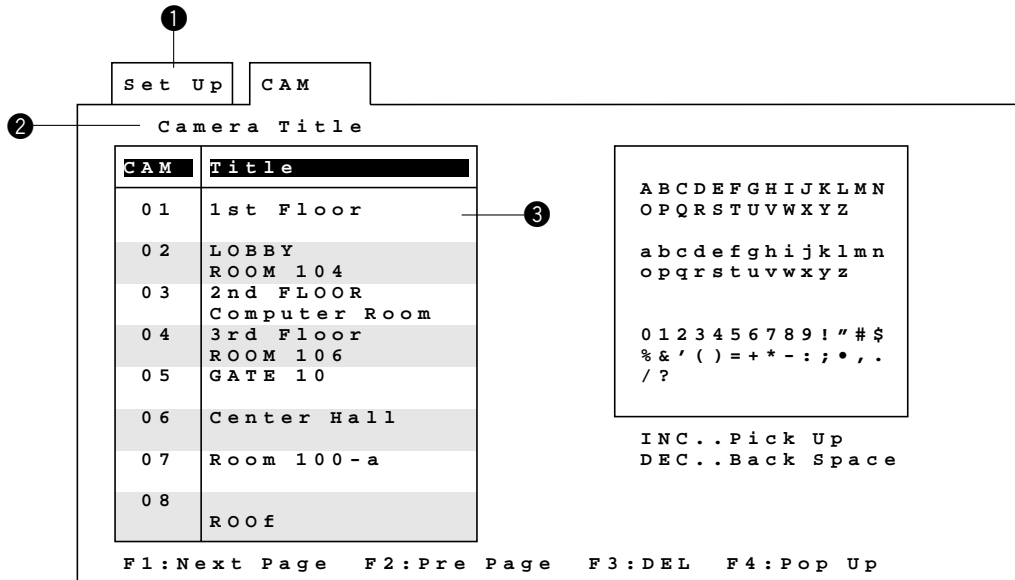 ❶
Set Up CAM
❷ Camera Title
CAM Title
01 1st Floor
❸
02 LOBBY
ROOM 104
03 2nd FLOOR
Computer Room
04 3rd Floor
ROOM 106
05 GATE 10
06 Center Hall
07 Room 100-a
08
ROOf
ABCDEFGHIJKLMN
OPQRSTUVWXYZ
abcdefghijklmn
opqrstuvwxyz
0123456789!"#$
%&'()=+*-:;•,.
/?
INC..Pick Up
DEC..Back Space
F1:Next Page F2:Pre Page F3:DEL F4:Pop Up